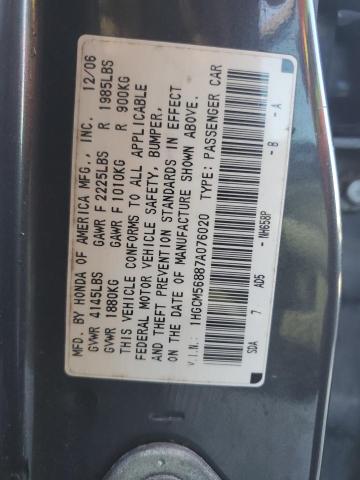 MFD. BY HONDA OF AMERICA MFG., INC. 12/06
GVWR 4145LBS GAWR F 2225LBS R 1985LBS
GVWR 1880KG GAWR F 1010KG R 900KG
THIS VEHICLE CONFORMS TO ALL APPLICABLE
FEDERAL MOTOR VEHICLE SAFETY, BUMPER,
AND THEFT PREVENTION STANDARDS IN EFFECT
ON THE DATE OF MANUFACTURE SHOWN ABOVE.
V.I.N.: 1HGCM56887A076020 TYPE: PASSENGER CAR
SDA 7 AD5 - NH658P - B - A